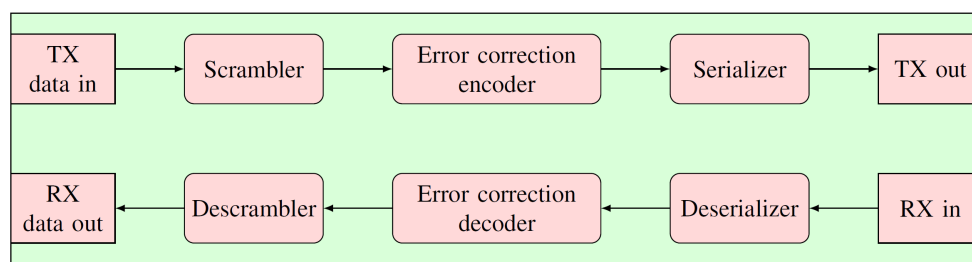 TX
data in
Scrambler
Error correction
encoder
Serializer
TX out
RX
data out
Descrambler
Error correction
decoder
Deserializer
RX in